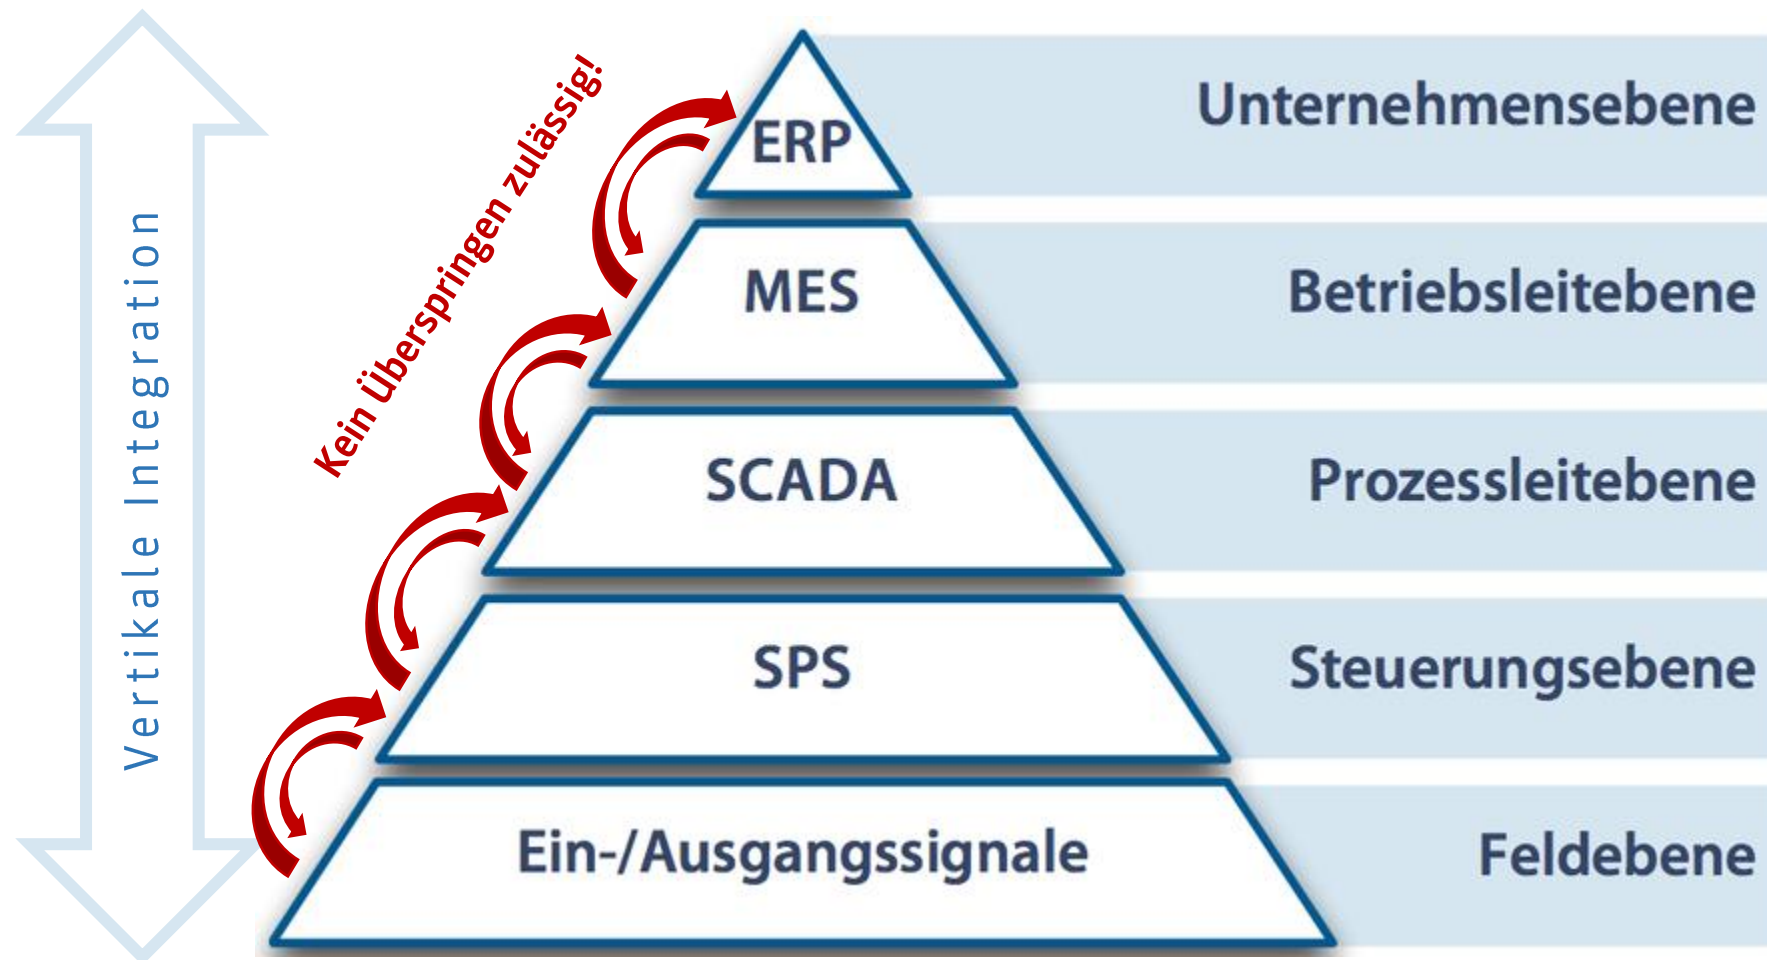 Vertikale Integration
Kein Überspringen zulässig!
ERP
Unternehmensebene
MES
Betriebsleitebene
SCADA
Prozessleitebene
SPS
Steuerungsebene
Ein-/Ausgangssignale
Feldebene